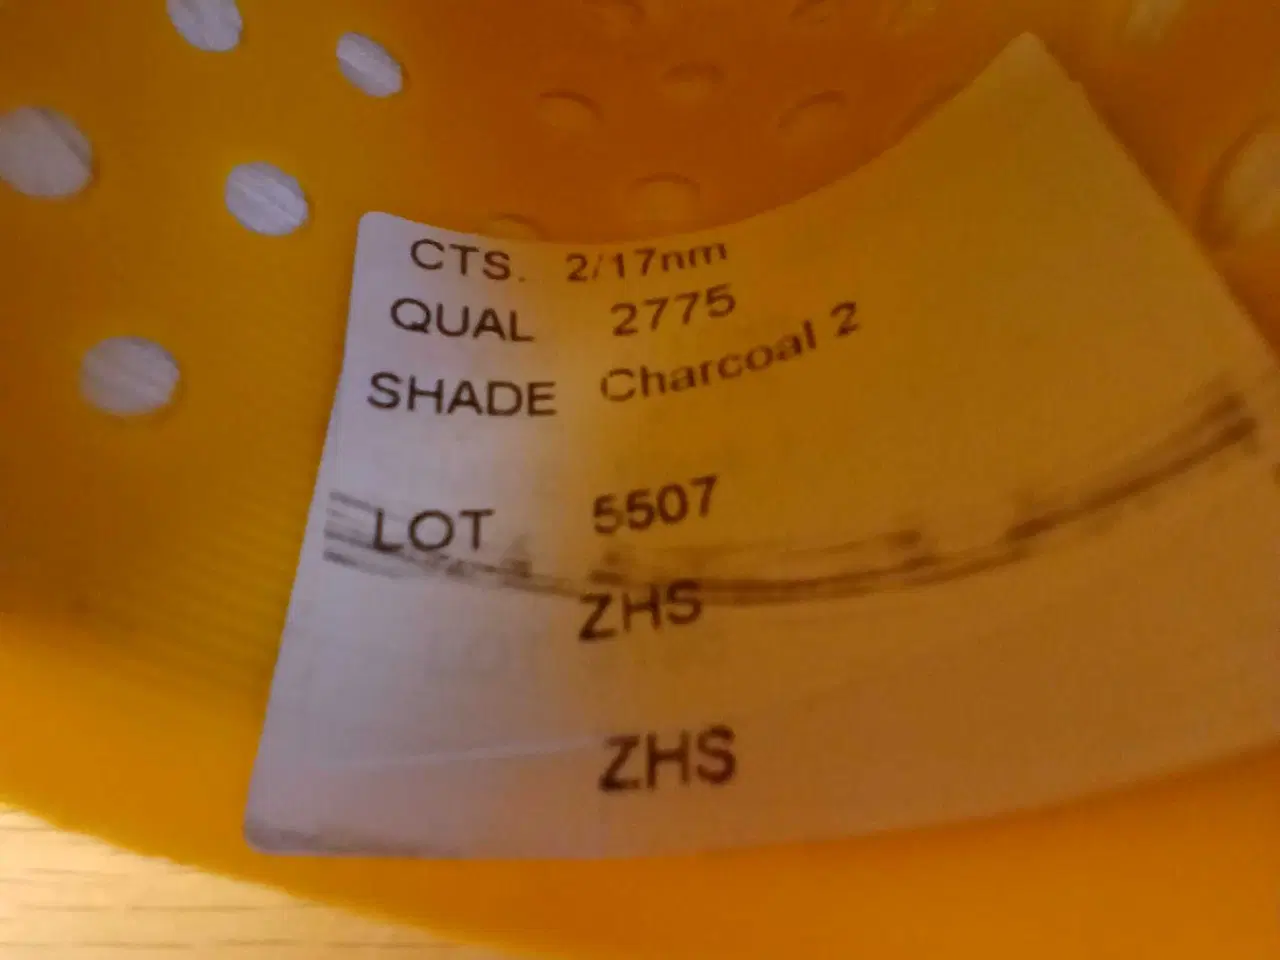 CTS. 2/17nm
QUAL 2775
SHADE Charcoal 2
LOT 5507
ZHS
ZHS